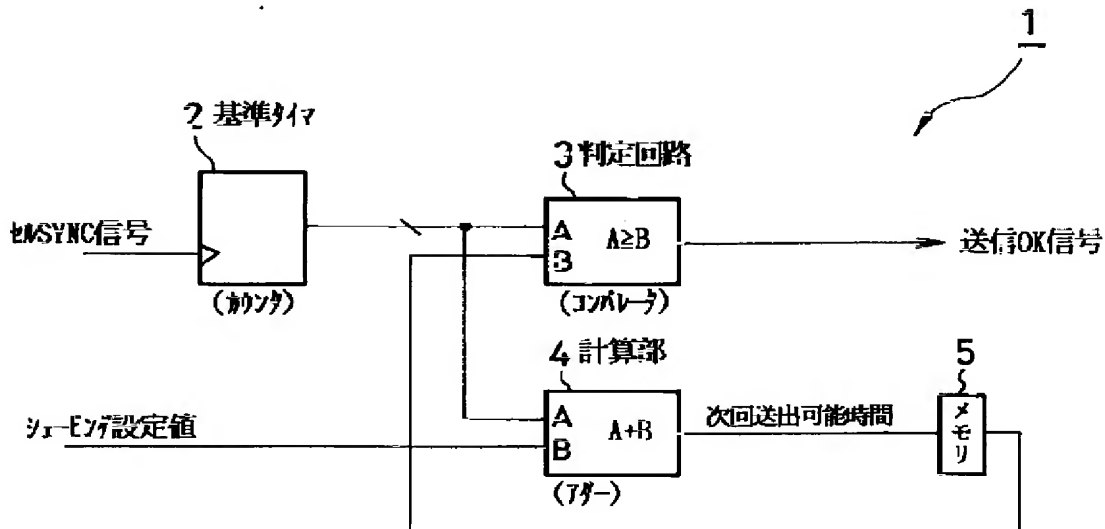 1
2 基準タイマ
3 判定回路
セルSYNC信号
A
B
A≥B
送信OK信号
(カウンタ)
(コンパレータ)
4 計算部
5
シェーピング設定値
A
B
A+B
次回送出可能時間
メモリ
(アダー)